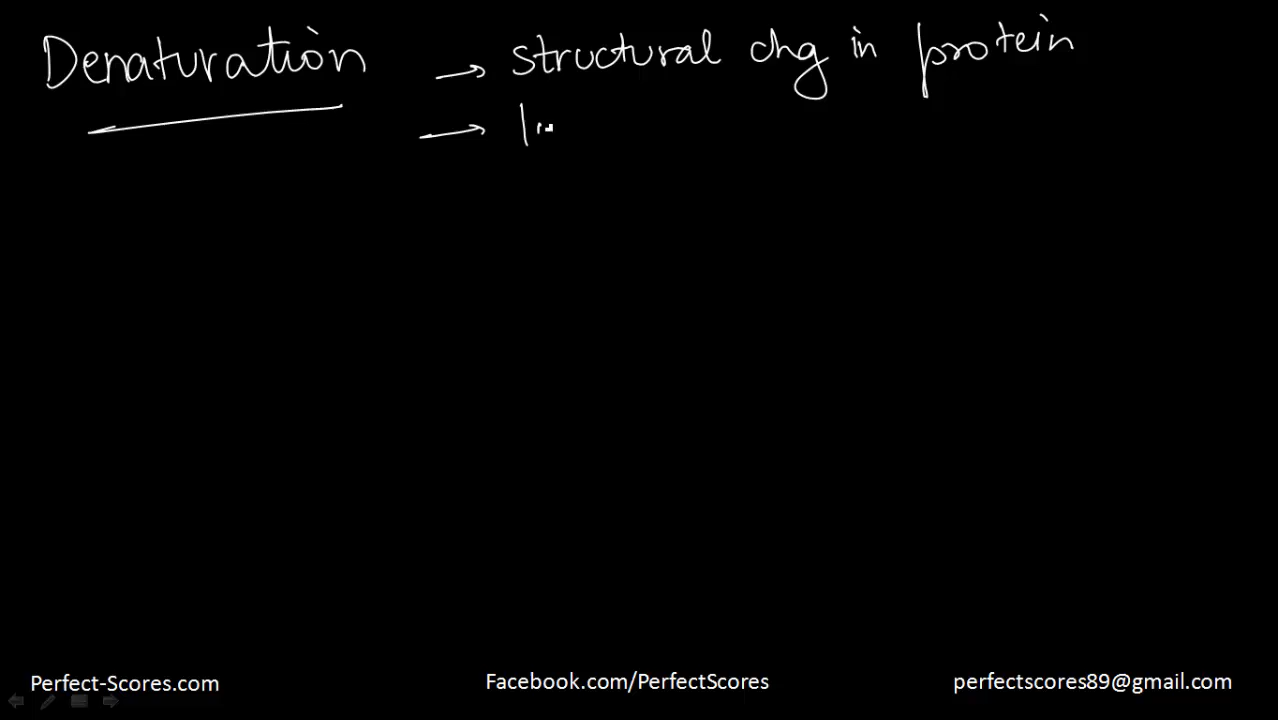 Denaturation → structural chg in protein
→
Perfect-Scores.com Facebook.com/PerfectScores perfectscores89@gmail.com